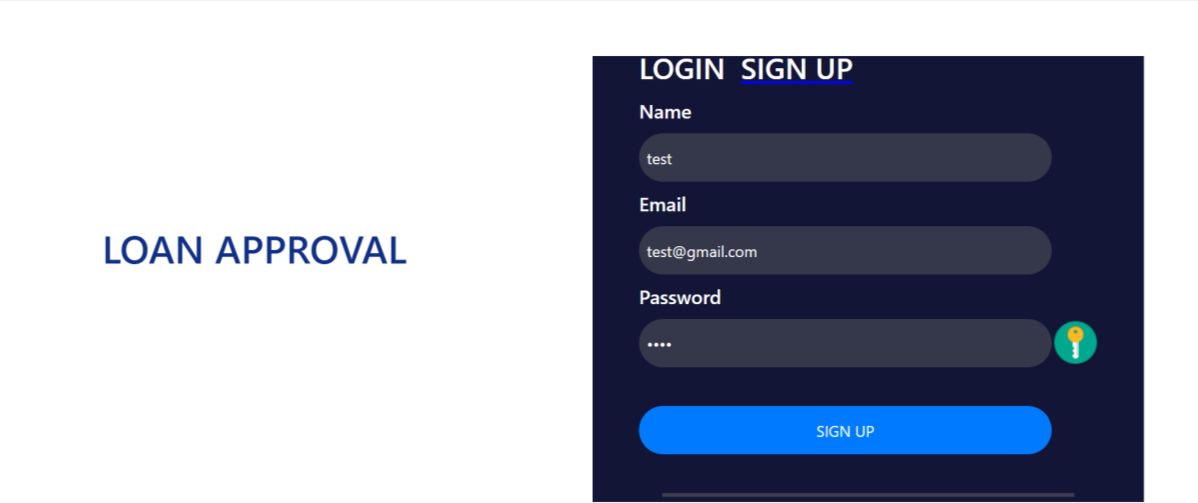 LOAN APPROVAL
LOGIN SIGN UP
Name
test
Email
test@gmail.com
Password
••••
SIGN UP